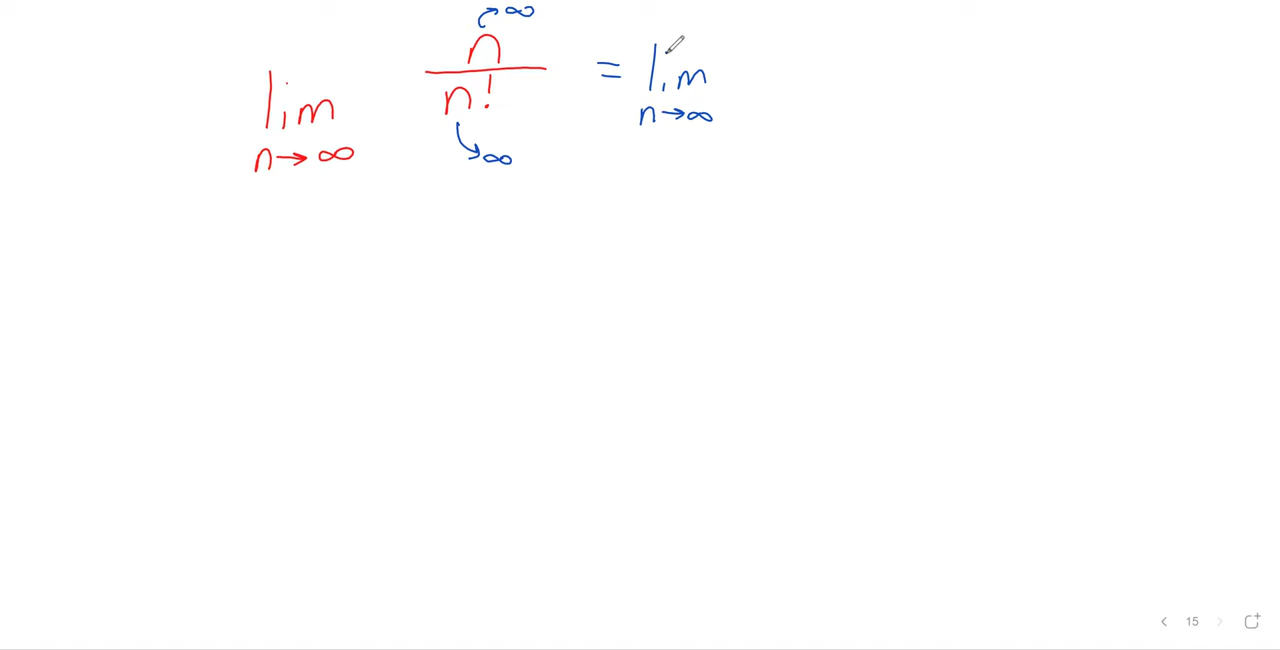 → ∞
lim n/n! = lim
n → ∞ n → ∞
→ ∞
15